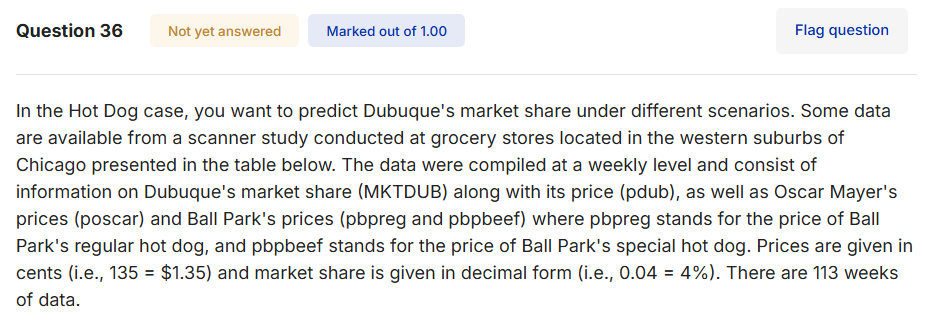 Question 36
Not yet answered
Marked out of 1.00
Flag question
In the Hot Dog case, you want to predict Dubuque's market share under different scenarios. Some data
are available from a scanner study conducted at grocery stores located in the western suburbs of
Chicago presented in the table below. The data were compiled at a weekly level and consist of
information on Dubuque's market share (MKTDUB) along with its price (pdub), as well as Oscar Mayer's
prices (poscar) and Ball Park's prices (pbpreg and pbpbeef) where pbpreg stands for the price of Ball
Park's regular hot dog, and pbpbeef stands for the price of Ball Park's special hot dog. Prices are given in
cents (i.e., 135 = $1.35) and market share is given in decimal form (i.e., 0.04 = 4%). There are 113 weeks
of data.